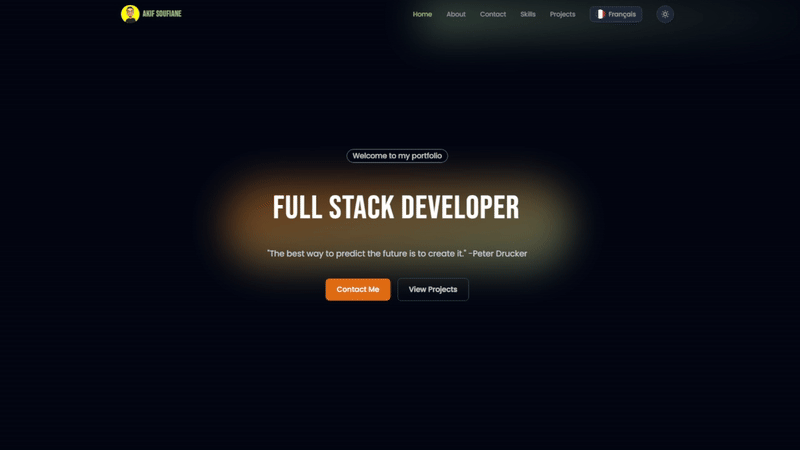 AKIF SOUFIANE
Home About Contact Skills Projects Français
Welcome to my portfolio
FULL STACK DEVELOPER
"The best way to predict the future is to create it." -Peter Drucker
Contact Me View Projects